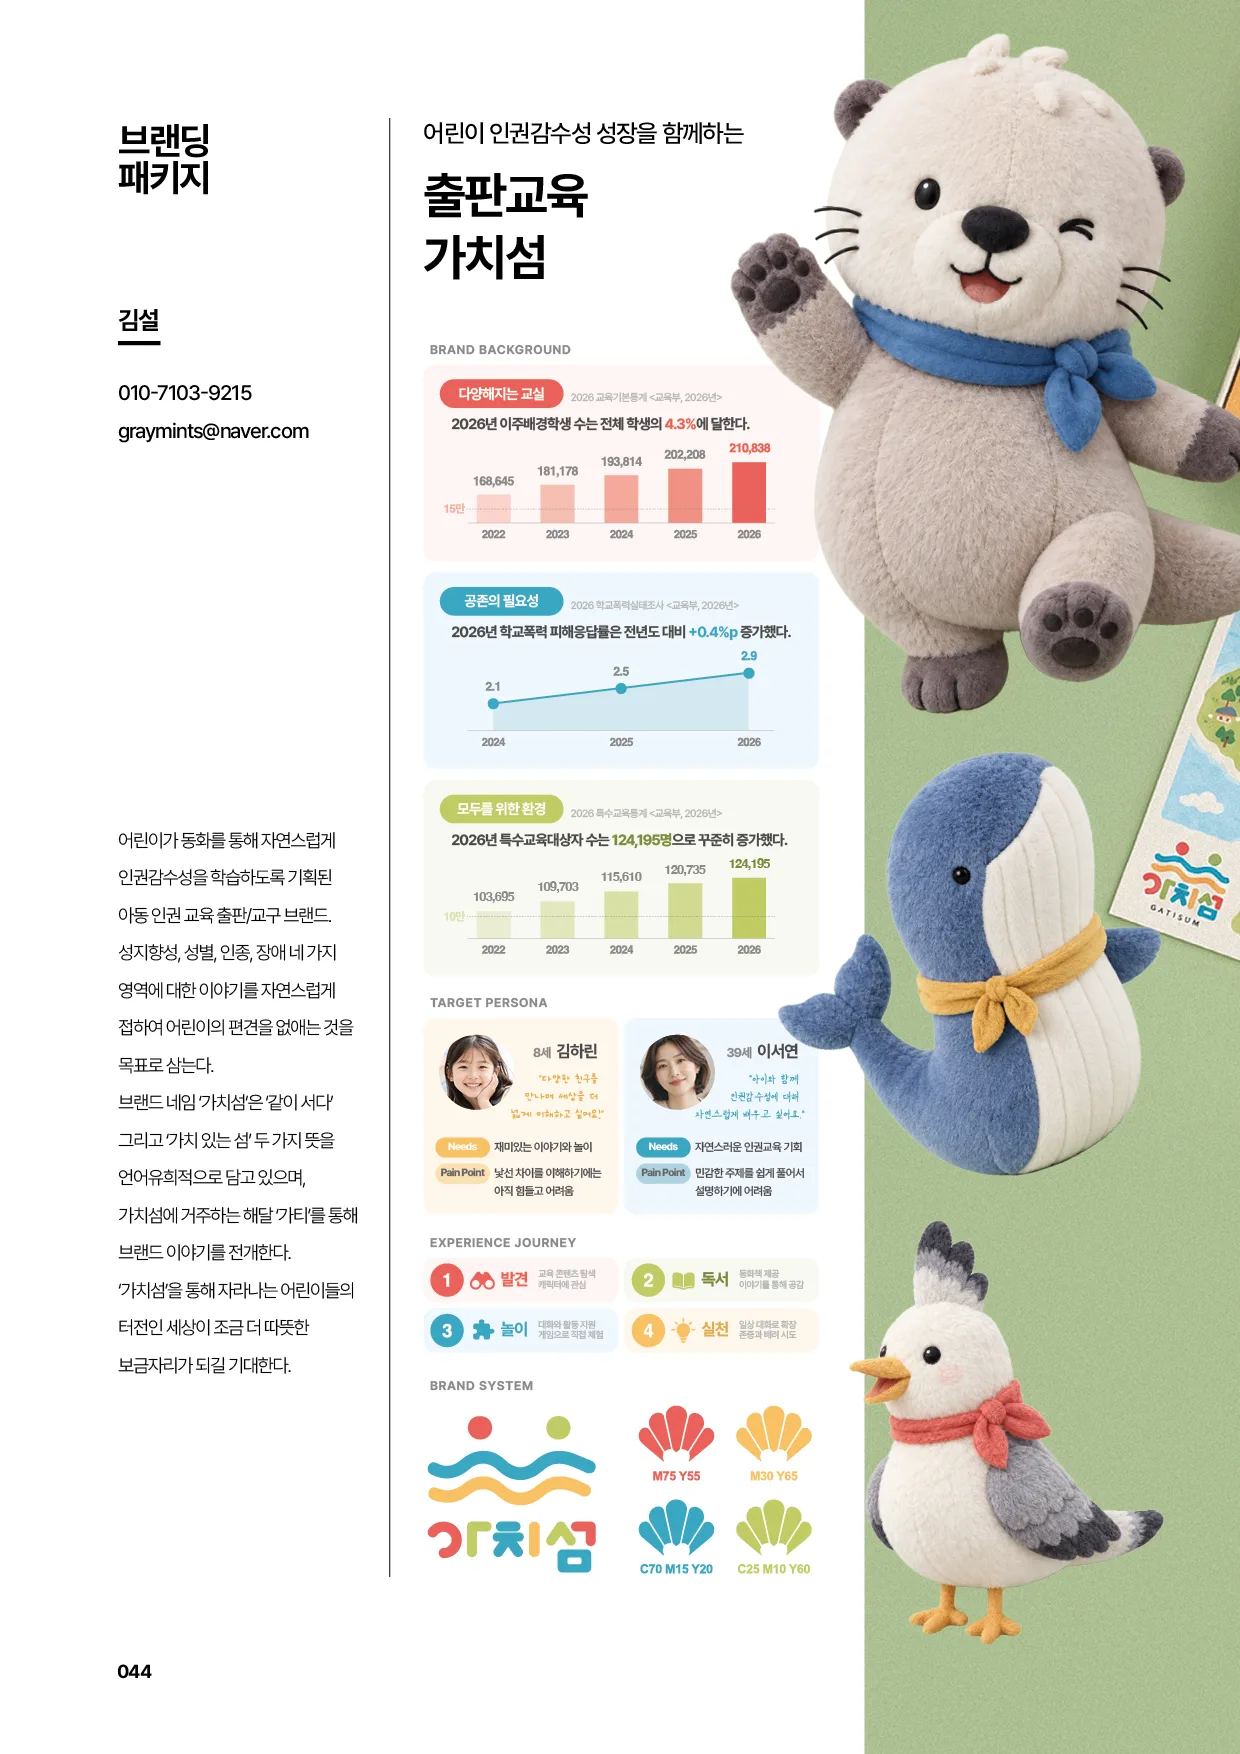 브랜딩
패키지
김설
010-7103-9215
graymints@naver.com
어린이가 동화를 통해 자연스럽게
인권감수성을 학습하도록 기획된
아동 인권 교육 출판/교구 브랜드.
성지향성, 성별, 인종, 장애 네 가지
영역에 대한 이야기를 자연스럽게
접하여 어린이의 편견을 없애는 것을
목표로 삼는다.
브랜드 네임 ‘가치섬’은 ‘같이 서다’
그리고 ‘가치 있는 섬’ 두 가지 뜻을
언어유희적으로 담고 있으며,
가치섬에 거주하는 해달 ‘가티’를 통해
브랜드 이야기를 전개한다.
‘가치섬’을 통해 자라나는 어린이들의
터전인 세상이 조금 더 따뜻한
보금자리가 되길 기대한다.
044
어린이 인권감수성 성장을 함께하는
출판교육
가치섬
BRAND BACKGROUND
다양해지는 교실
2026 교육기본통계 <교육부, 2026년>
2026년 이주배경학생 수는 전체 학생의 4.3%에 달한다.
168,645 181,178 193,814 202,208 210,838
15만
2022 2023 2024 2025 2026
공존의 필요성
2026 학교폭력실태조사 <교육부, 2026년>
2026년 학교폭력 피해응답률은 전년도 대비 +0.4%p 증가했다.
2.1 2.5 2.9
2024 2025 2026
모두를 위한 환경
2026 특수교육통계 <교육부, 2026년>
2026년 특수교육대상자 수는 124,195명으로 꾸준히 증가했다.
103,695 109,703 115,610 120,735 124,195
10만
2022 2023 2024 2025 2026
TARGET PERSONA
8세 김하린
"다양한 친구를
만나며 세상을 더
넓게 이해하고 싶어요!"
Needs 재미있는 이야기와 놀이
Pain Point 낯선 차이를 이해하기에는
아직 힘들고 어려움
39세 이서연
"아이와 함께
인권감수성에 대해
자연스럽게 배우고 싶어요."
Needs 자연스러운 인권교육 기회
Pain Point 민감한 주제를 쉽게 풀어서
설명하기에 어려움
EXPERIENCE JOURNEY
1 발견 교육 콘텐츠 탐색
캐릭터에 관심
2 독서 동화책 제공
이야기를 통해 공감
3 놀이 대화와 활동 지원
게임으로 직접 체험
4 실천 일상 대화로 확장
존중과 배려 시도
BRAND SYSTEM
가치섬
M75 Y55
M30 Y65
C70 M15 Y20
C25 M10 Y60
가치섬
GATISUM